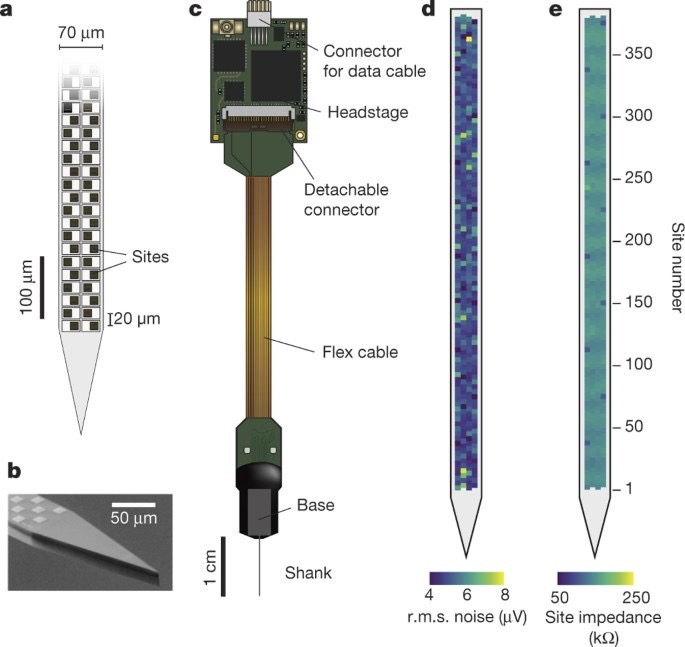 a
70 µm
100 µm
Sites
20 µm
b
50 µm
c
Connector
for data cable
Headstage
Detachable
connector
Flex cable
Base
1 cm
Shank
d
4 6 8
r.m.s. noise (µV)
e
350
300
250
200
150
100
50
1
Site number
50 250
Site impedance
(kΩ)